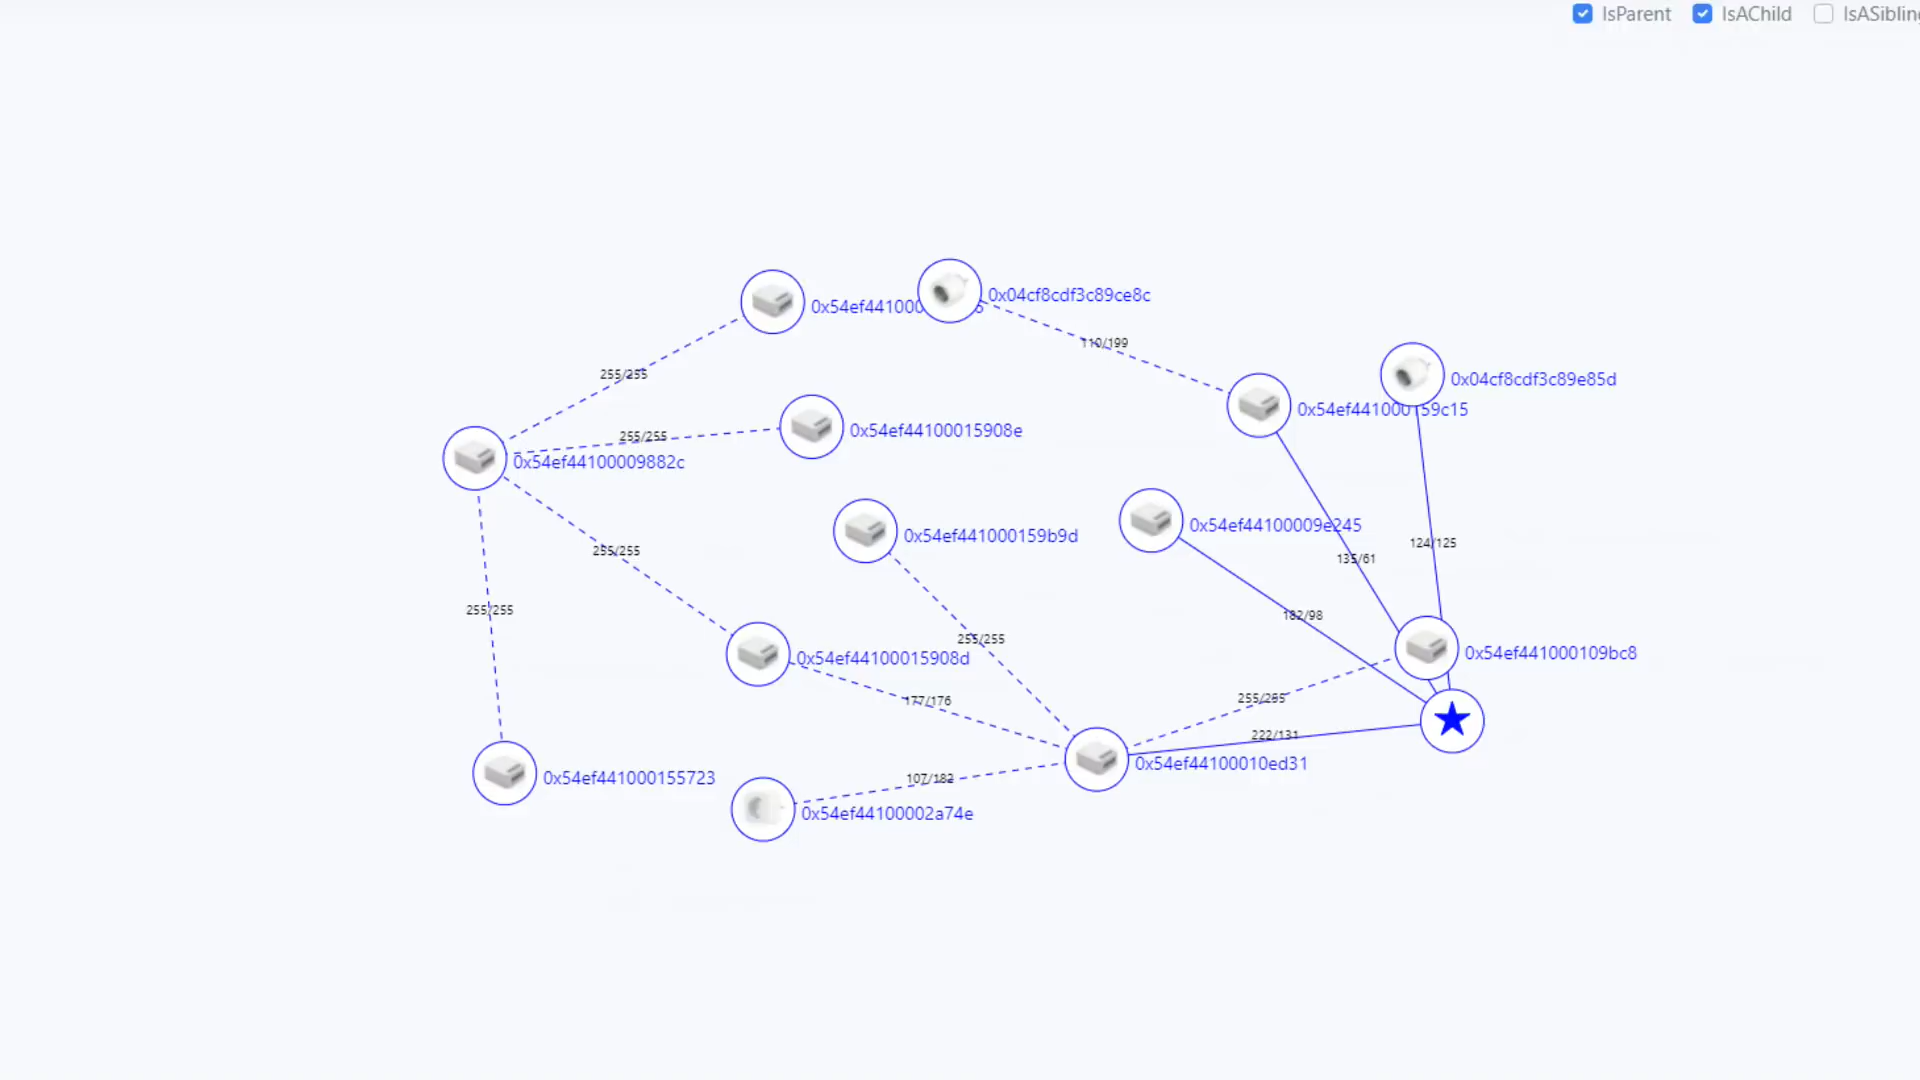 IsParent
IsAChild
0x04cf8cdf3c89ce8c
110/199
255/255
0x04cf8cdf3c89e85d
0x54ef441000159c15
0x54ef44100015908e
255/255
0x54ef44100009882c
0x54ef441000159b9d
0x54ef44100009e245
124/125
255/255
135/61
255/255
182/98
255/255
0x54ef441000109bc8
0x54ef44100015908d
177/176
255/255
222/131
0x54ef44100010ed31
0x54ef441000155723
107/182
0x54ef44100002a74e